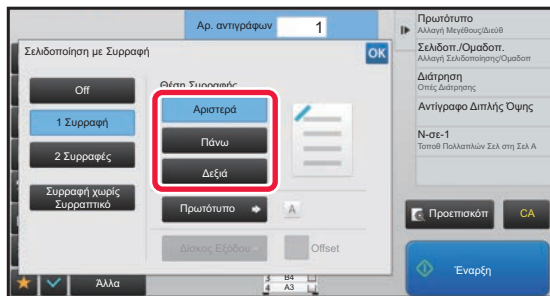 Αρ. αντιγράφων
1
Σελιδοποίηση με Συρραφή
OK
Off
1 Συρραφή
2 Συρραφές
Συρραφή χωρίς
Συρραπτικό
Θέση Συρραφής
Αριστερά
Πάνω
Δεξιά
Πρωτότυπο
A
Δίσκος Εξόδου
Offset
Άλλα
3 B4
4 A3
Πρωτότυπο
Αλλαγή Μεγέθους/Διεύθ
Σελιδοπ./Ομαδοπ.
Αλλαγή Σελιδοποίησης/Ομαδοπ
Διάτρηση
Οπές Διάτρησης
Αντίγραφο Διπλής Όψης
N-σε-1
Τοποθ Πολλαπλών Σελ στη Σελ Α
Προεπισκόπ
CA
Έναρξη